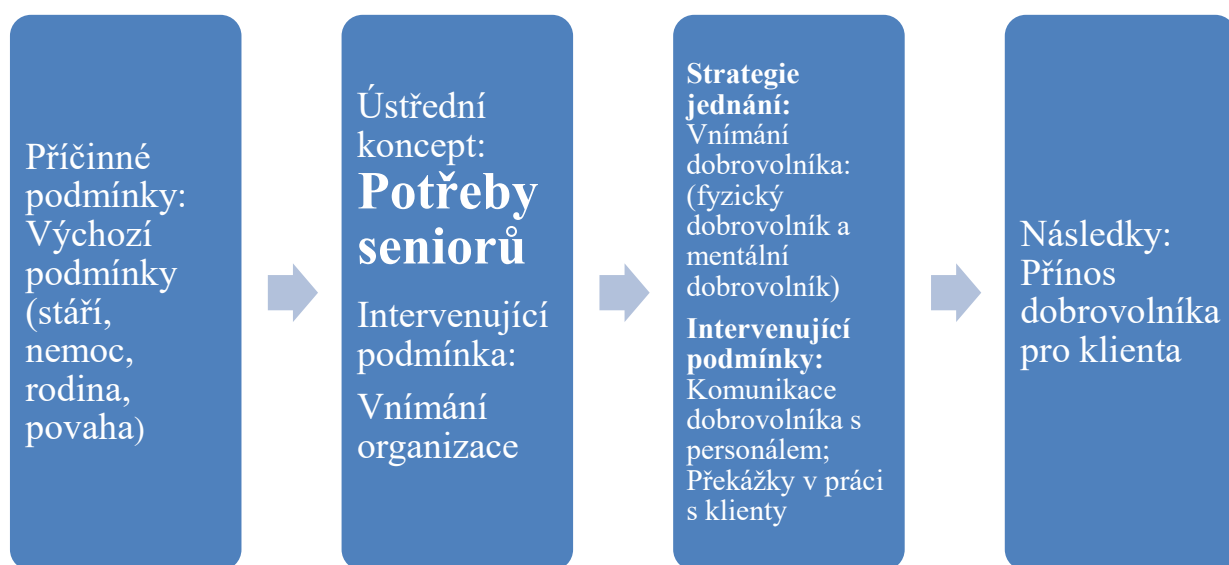 Příčinné
podmínky:
Výchozí
podmínky
(stáří,
nemoc,
rodina,
povaha)
Ústřední
koncept:
Potřeby
seniorů
Intervenující
podmínka:
Vnímání
organizace
Strategie
jednání:
Vnímání
dobrovolníka:
(fyzický
dobrovolník a
mentální
dobrovolník)
Intervenující
podmínky:
Komunikace
dobrovolníka s
personálem;
Překážky v práci
s klienty
Následky:
Přínos
dobrovolníka
pro klienta